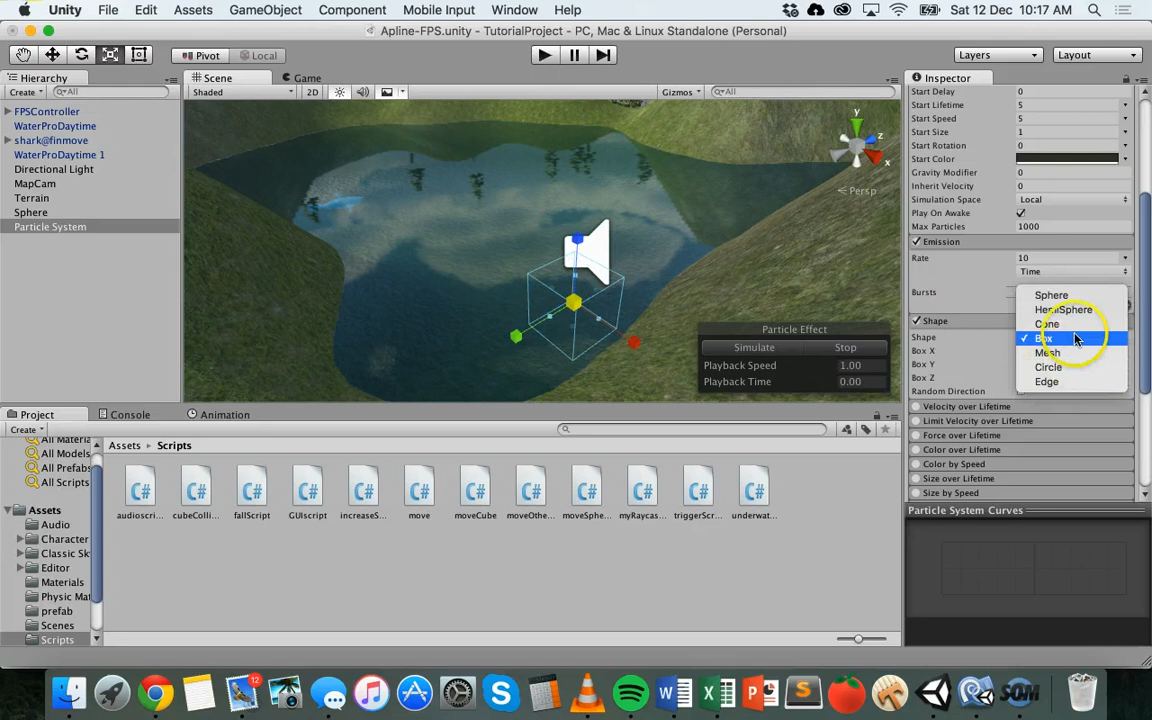 Unity File Edit Assets GameObject Component Mobile Input Window Help Sat 12 Dec 10:17 AM
Apline-FPS.unity - TutorialProject - PC, Mac & Linux Standalone (Personal)
Pivot Local Layers Layout
Hierarchy Scene Game Inspector
Create All Shaded 2D Gizmos All
Start Delay 0
Start Lifetime 5
Start Speed 5
Start Size 1
Start Rotation 0
Start Color
Gravity Modifier 0
Inherit Velocity 0
Simulation Space Local
Play On Awake
Max Particles 1000
Emission
Rate 10
Time
Bursts
Shape
Shape
Box X
Box Y
Box Z
Random Direction
Sphere
HemiSphere
Cone
Box
Mesh
Circle
Edge
Velocity over Lifetime
Limit Velocity over Lifetime
Force over Lifetime
Color over Lifetime
Color by Speed
Size over Lifetime
Size by Speed
Particle System Curves
FPSController
WaterProDaytime
shark@finmove
WaterProDaytime 1
Directional Light
MapCam
Terrain
Sphere
Particle System
y
z
x
Persp
Particle Effect
Simulate Stop
Playback Speed 1.00
Playback Time 0.00
Project Console Animation
Create
All Materia
All Models
All Prefabs
All Scripts
Assets
Audio
Character
Classic Sk
Editor
Materials
Physic Mat
prefab
Scenes
Scripts
Assets Scripts
C# C# C# C# C# C# C# C# C# C# C# C#
audioscri... cubeColli... fallScript GUIscript increaseS... move moveCube moveOthe... moveSphe... myRaycas... triggerScr... underwat...
12
SOM